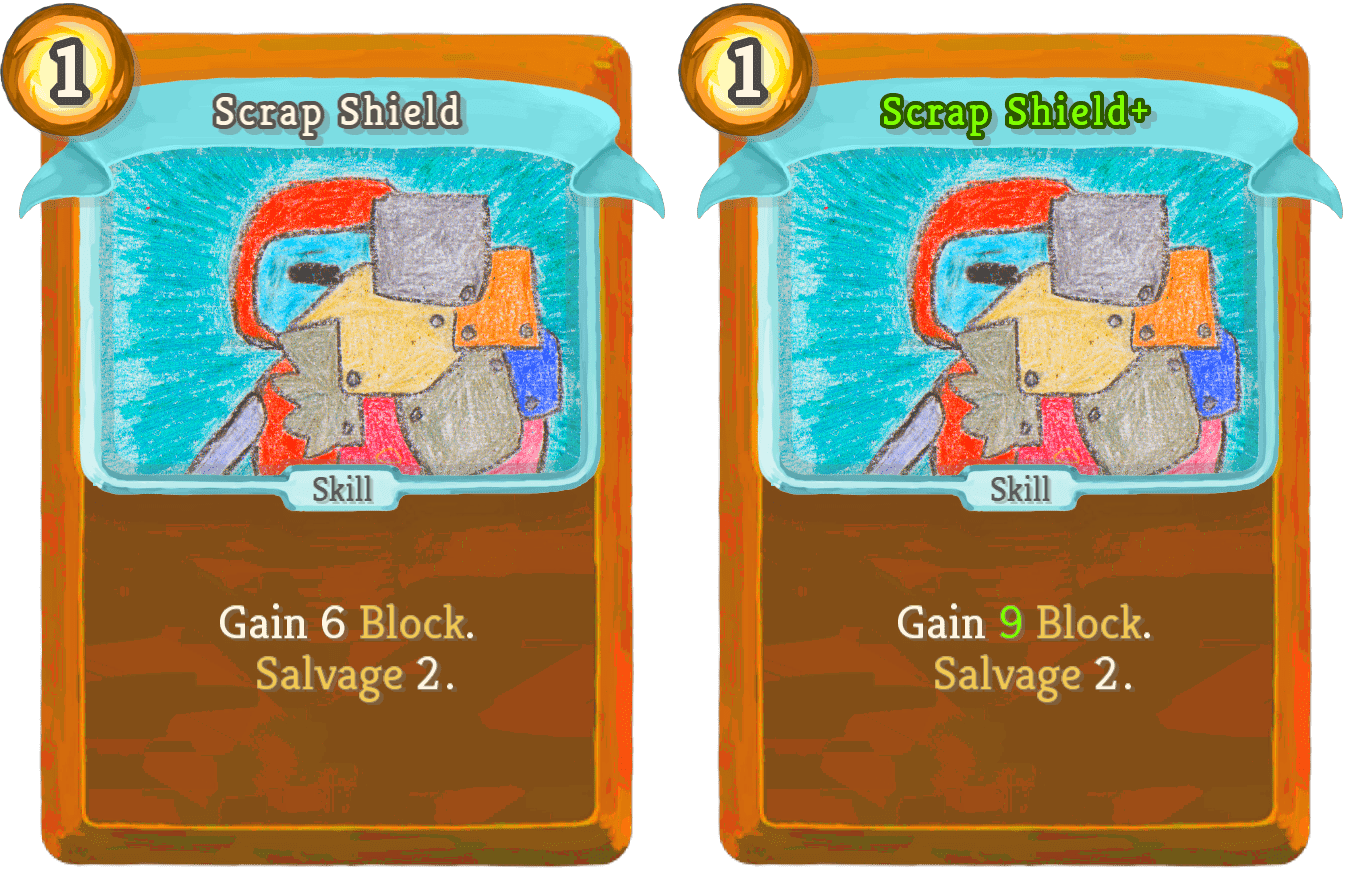 1
Scrap Shield
Skill
Gain 6 Block.
Salvage 2.
1
Scrap Shield+
Skill
Gain 9 Block.
Salvage 2.